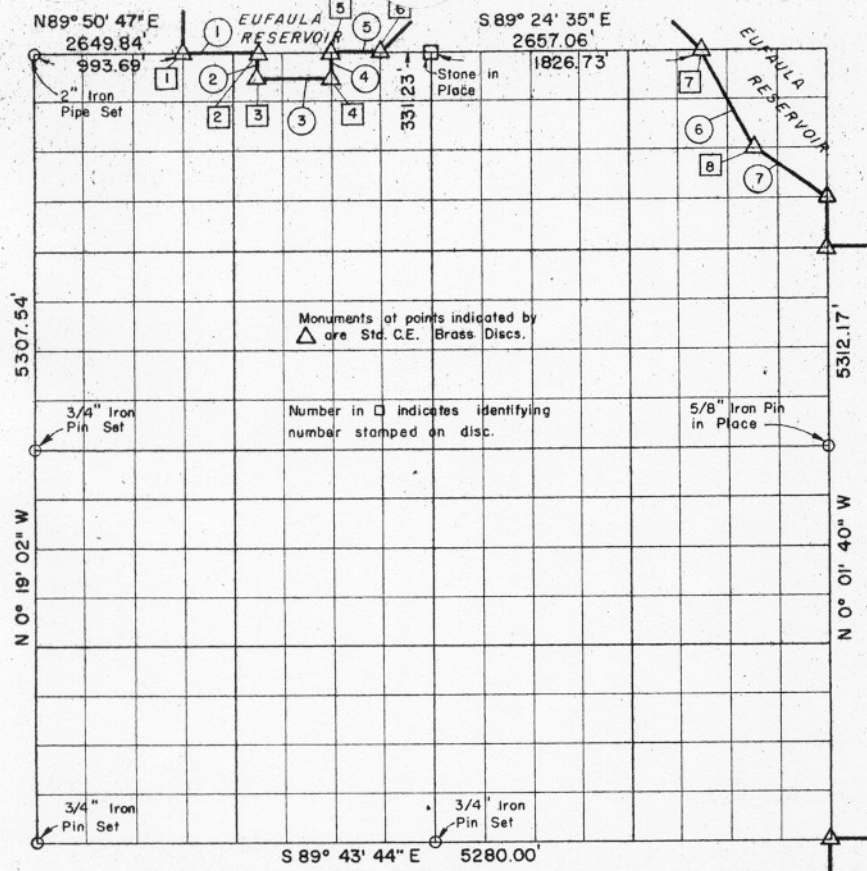 N89° 50' 47" E
2649.84'
993.69'
EUFAULA
RESERVOIR
S 89° 24' 35" E
2657.06'
1826.73'
EUFAULA
RESERVOIR
5
6
1
5
1
2
4
2
3
3
4
2" Iron
Pipe Set
331.23'
Stone in
Place
7
6
8
7
5307.54'
5312.17'
Monuments at points indicated by
△ are Std. C.E. Brass Discs.
3/4" Iron
Pin Set
Number in □ indicates identifying
number stamped on disc.
5/8" Iron Pin
in Place
N 0° 19' 02" W
N 0° 01' 40" W
3/4" Iron
Pin Set
3/4" Iron
Pin Set
S 89° 43' 44" E
5280.00'